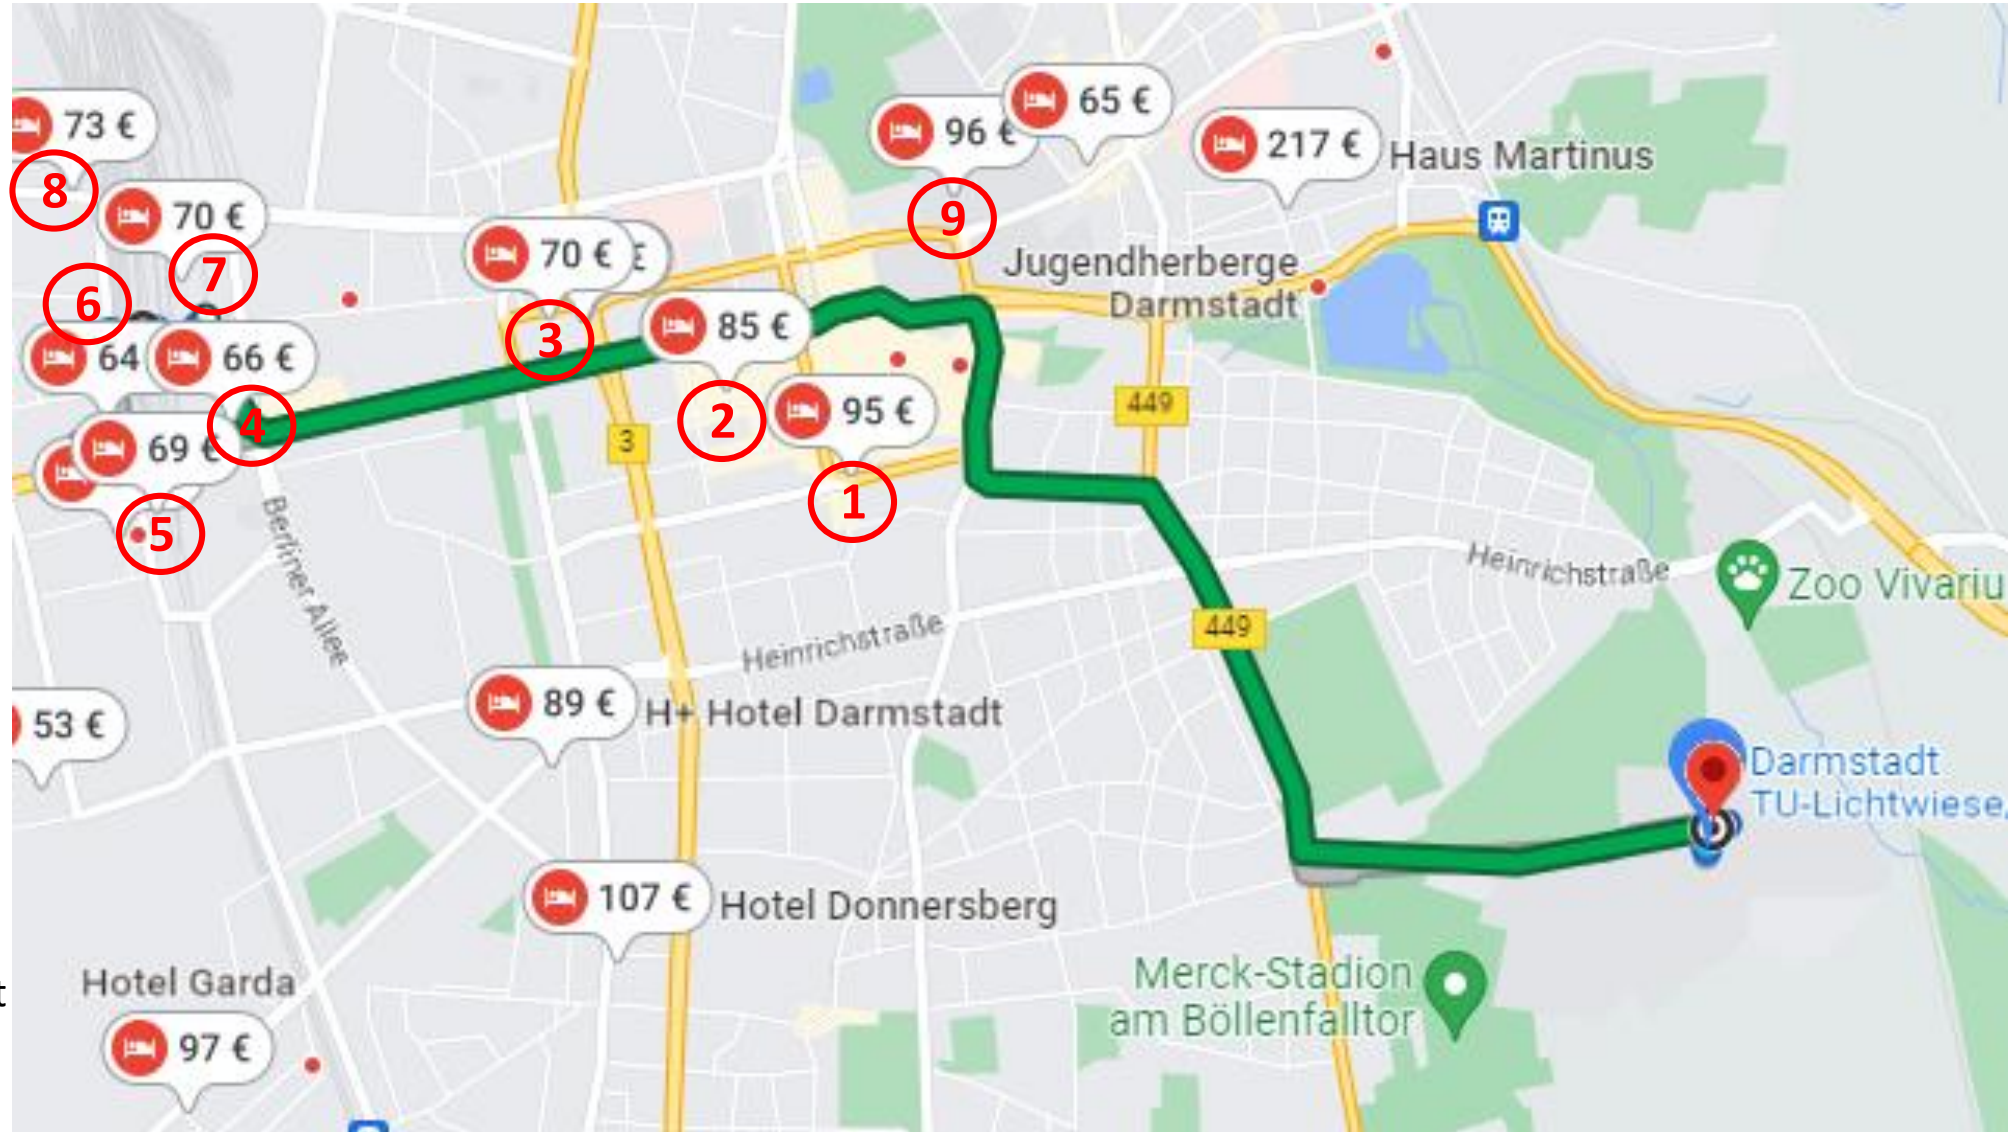 65 €
73 €
96 €
217 €
Haus Martinus
8
70 €
7
9
70 €
€
Jugendherberge
Darmstadt
6
3
85 €
64
66 €
2
95 €
449
4
3
69 €
5
1
Berliner Allee
Heinrichstraße
Zoo Vivariu
449
Heinrichstraße
89 €
H+ Hotel Darmstadt
53 €
Darmstadt
TU-Lichtwiese,
107 €
Hotel Donnersberg
Hotel Garda
t
Merck-Stadion
am Böllenfalltor
97 €